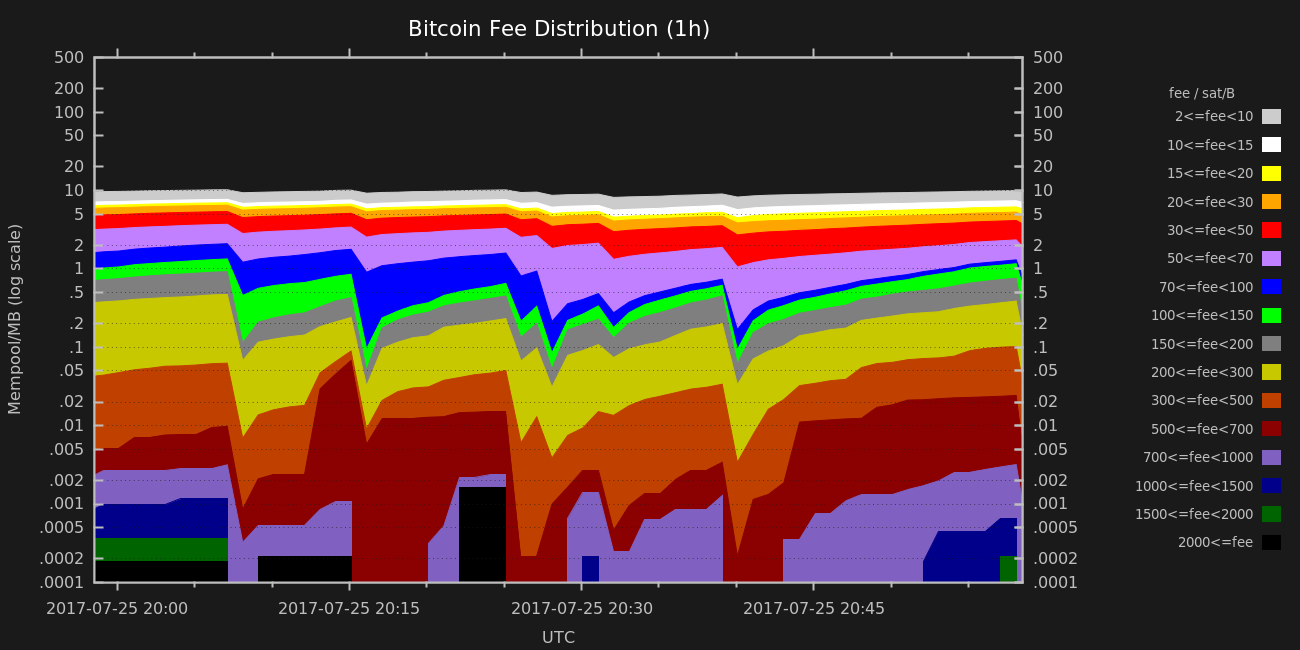 Bitcoin Fee Distribution (1h)
Mempool/MB (log scale)
500
200
100
50
20
10
5
2
1
.5
.2
.1
.05
.02
.01
.005
.002
.001
.0005
.0002
.0001
500
200
100
50
20
10
5
2
1
.5
.2
.1
.05
.02
.01
.005
.002
.001
.0005
.0002
.0001
2017-07-25 20:00
2017-07-25 20:15
2017-07-25 20:30
2017-07-25 20:45
UTC
fee / sat/B
2<=fee<10
10<=fee<15
15<=fee<20
20<=fee<30
30<=fee<50
50<=fee<70
70<=fee<100
100<=fee<150
150<=fee<200
200<=fee<300
300<=fee<500
500<=fee<700
700<=fee<1000
1000<=fee<1500
1500<=fee<2000
2000<=fee